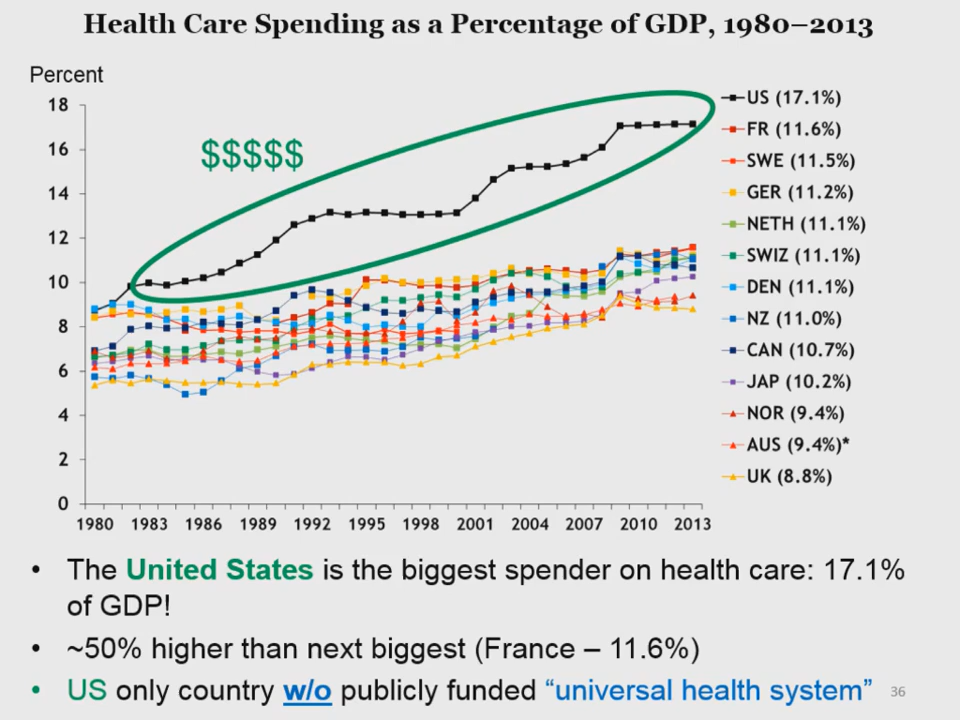 Health Care Spending as a Percentage of GDP, 1980–2013
Percent
$$$$$
18
16
14
12
10
8
6
4
2
0
1980 1983 1986 1989 1992 1995 1998 2001 2004 2007 2010 2013
US (17.1%)
FR (11.6%)
SWE (11.5%)
GER (11.2%)
NETH (11.1%)
SWIZ (11.1%)
DEN (11.1%)
NZ (11.0%)
CAN (10.7%)
JAP (10.2%)
NOR (9.4%)
AUS (9.4%)*
UK (8.8%)
• The United States is the biggest spender on health care: 17.1%
of GDP!
• ~50% higher than next biggest (France – 11.6%)
• US only country w/o publicly funded “universal health system”
36